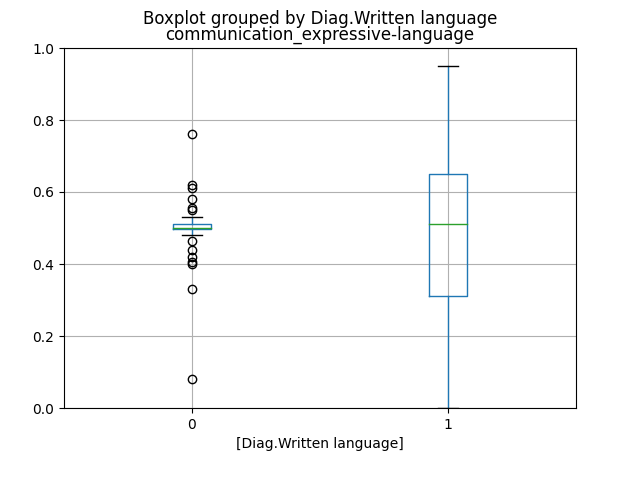 Boxplot grouped by Diag.Written language
communication_expressive-language
1.0
0.8
0.6
0.4
0.2
0.0
0 1
[Diag.Written language]